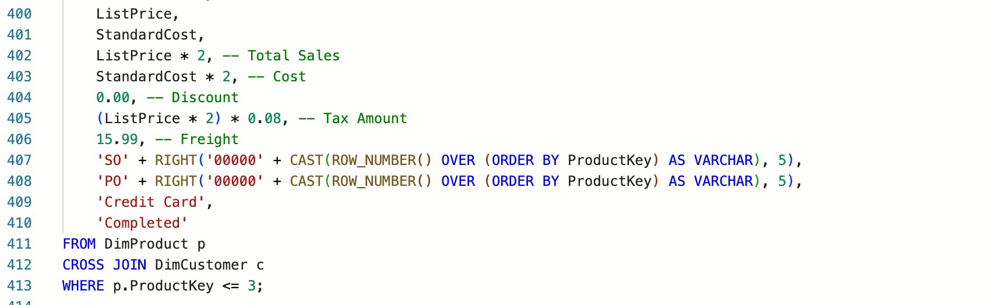 400 ListPrice,
401 StandardCost,
402 ListPrice * 2, -- Total Sales
403 StandardCost * 2, -- Cost
404 0.00, -- Discount
405 (ListPrice * 2) * 0.08, -- Tax Amount
406 15.99, -- Freight
407 'SO' + RIGHT('00000' + CAST(ROW_NUMBER() OVER (ORDER BY ProductKey) AS VARCHAR), 5),
408 'PO' + RIGHT('00000' + CAST(ROW_NUMBER() OVER (ORDER BY ProductKey) AS VARCHAR), 5),
409 'Credit Card',
410 'Completed'
411 FROM DimProduct p
412 CROSS JOIN DimCustomer c
413 WHERE p.ProductKey <= 3;